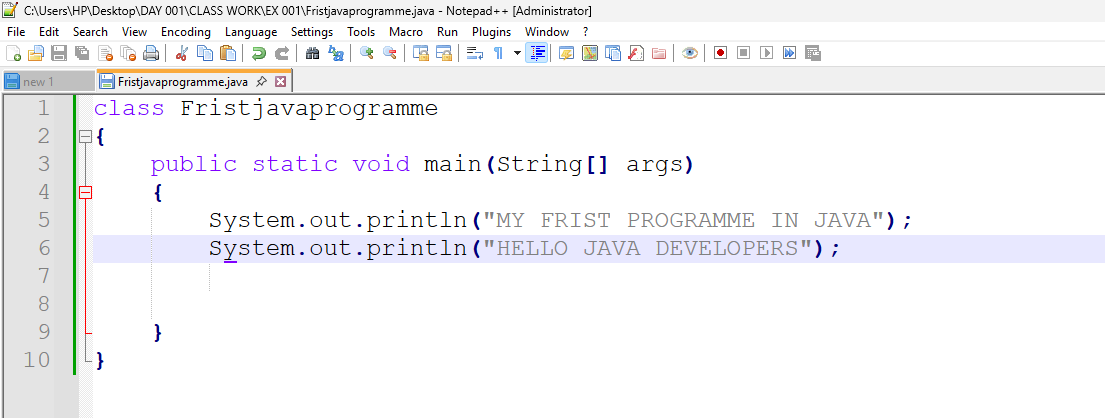 C:\Users\HP\Desktop\DAY 001\CLASS WORK\EX 001\Fristjavaprogramme.java - Notepad++ [Administrator]
File Edit Search View Encoding Language Settings Tools Macro Run Plugins Window ?
new 1 Fristjavaprogramme.java
1 class Fristjavaprogramme
2 {
3 public static void main(String[] args)
4 {
5 System.out.println("MY FRIST PROGRAMME IN JAVA");
6 System.out.println("HELLO JAVA DEVELOPERS");
7
8
9 }
10 }